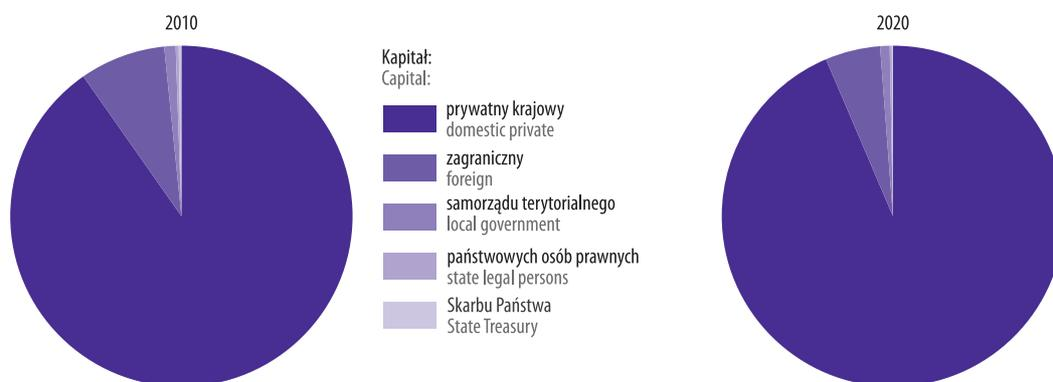 2010
Kapitał:
Capital:
prywatny krajowy
domestic private
zagraniczny
foreign
samorządu terytorialnego
local government
państwowych osób prawnych
state legal persons
Skarbu Państwa
State Treasury
2020